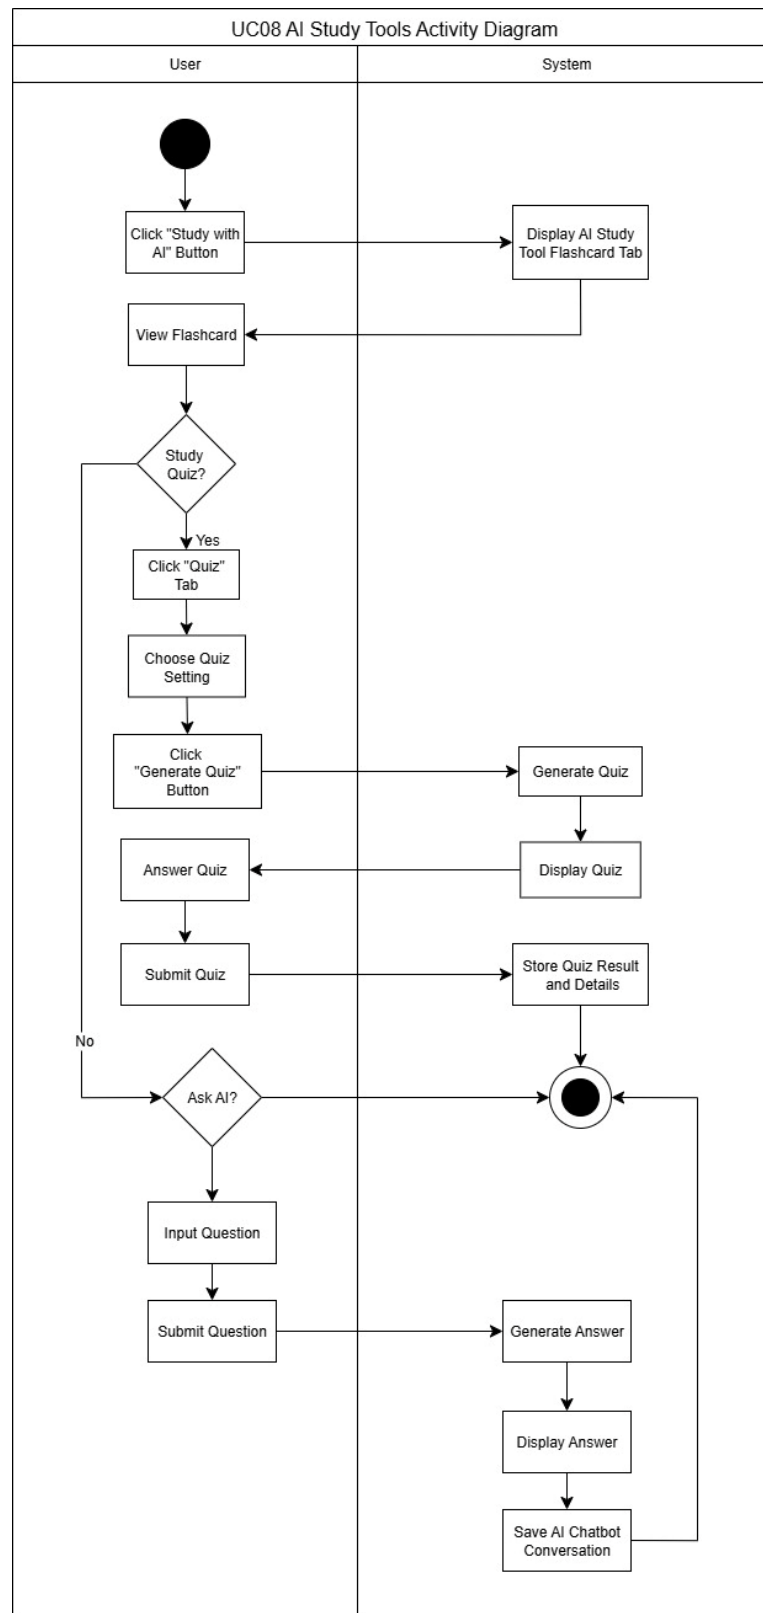 UC08 AI Study Tools Activity Diagram
User
System
Click "Study with
AI" Button
Display AI Study
Tool Flashcard Tab
View Flashcard
Study
Quiz?
Yes
Click "Quiz"
Tab
Choose Quiz
Setting
Click
"Generate Quiz"
Button
Generate Quiz
Answer Quiz
Display Quiz
Submit Quiz
Store Quiz Result
and Details
No
Ask AI?
Input Question
Submit Question
Generate Answer
Display Answer
Save AI Chatbot
Conversation